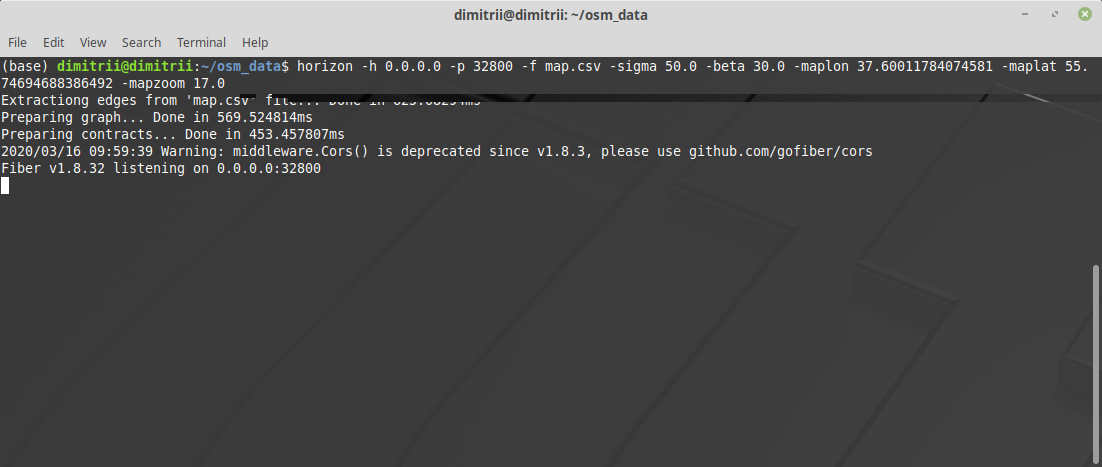 dimitrii@dimitrii: ~/osm_data
File Edit View Search Terminal Help
(base) dimitrii@dimitrii:~/osm_data$ horizon -h 0.0.0.0 -p 32800 -f map.csv -sigma 50.0 -beta 30.0 -maplon 37.60011784074581 -maplat 55.
74694688386492 -mapzoom 17.0
Extractiong edges from 'map.csv' file... Done in
Preparing graph... Done in 569.524814ms
Preparing contracts... Done in 453.457807ms
2020/03/16 09:59:39 Warning: middleware.Cors() is deprecated since v1.8.3, please use github.com/gofiber/cors
Fiber v1.8.32 listening on 0.0.0.0:32800